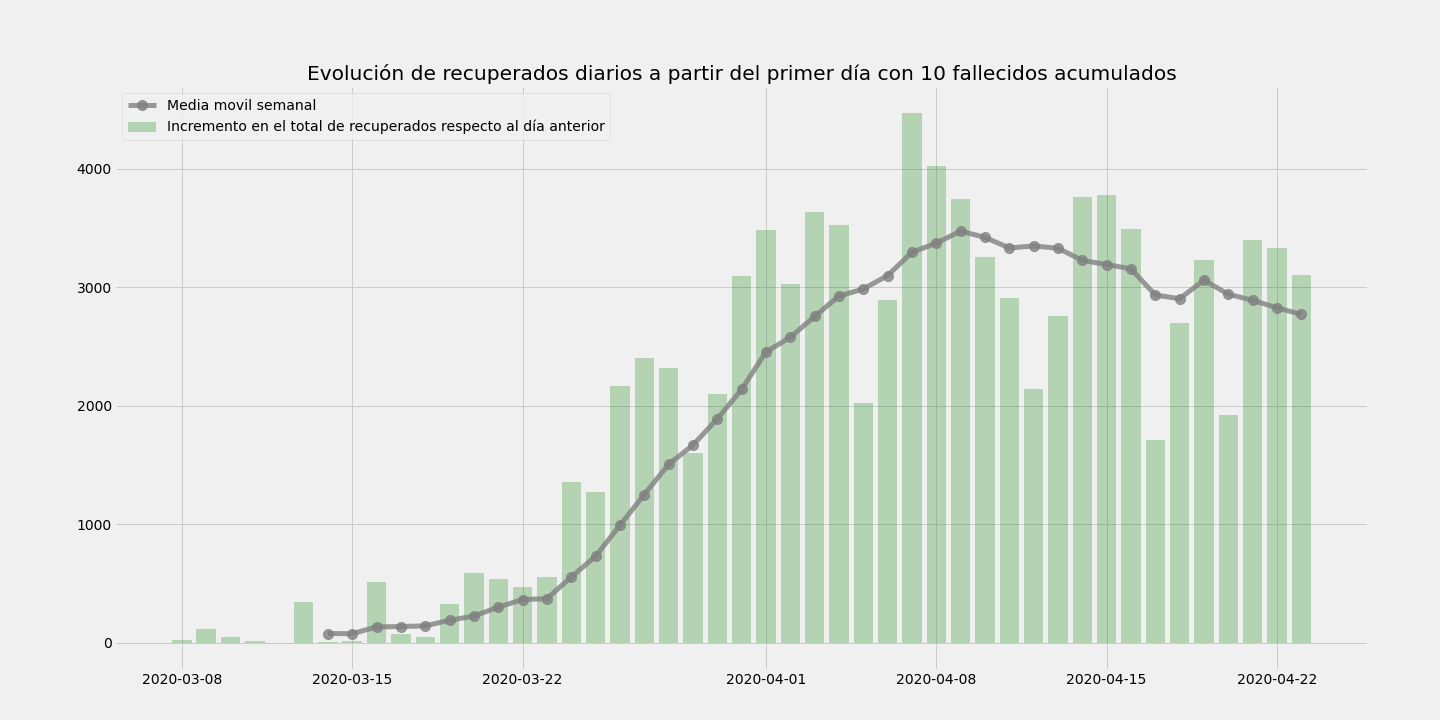 Evolución de recuperados diarios a partir del primer día con 10 fallecidos acumulados
Media movil semanal
Incremento en el total de recuperados respecto al día anterior
4000
3000
2000
1000
0
2020-03-08 2020-03-15 2020-03-22 2020-04-01 2020-04-08 2020-04-15 2020-04-22